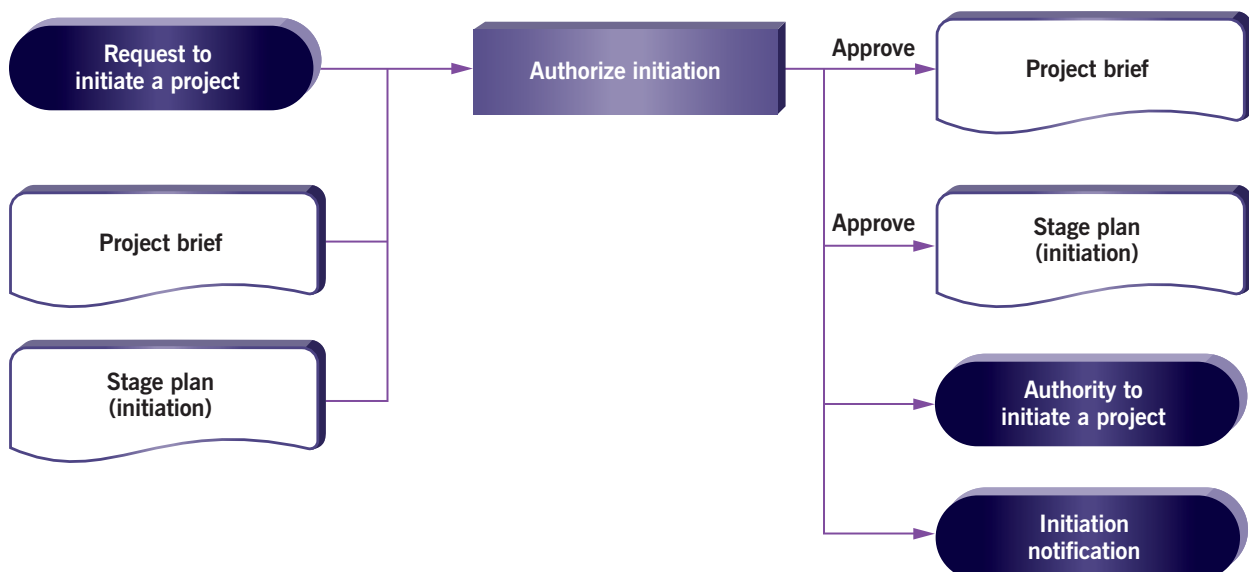 Request to
initiate a project
Project brief
Stage plan
(initiation)
Authorize initiation
Approve
Project brief
Approve
Stage plan
(initiation)
Authority to
initiate a project
Initiation
notification